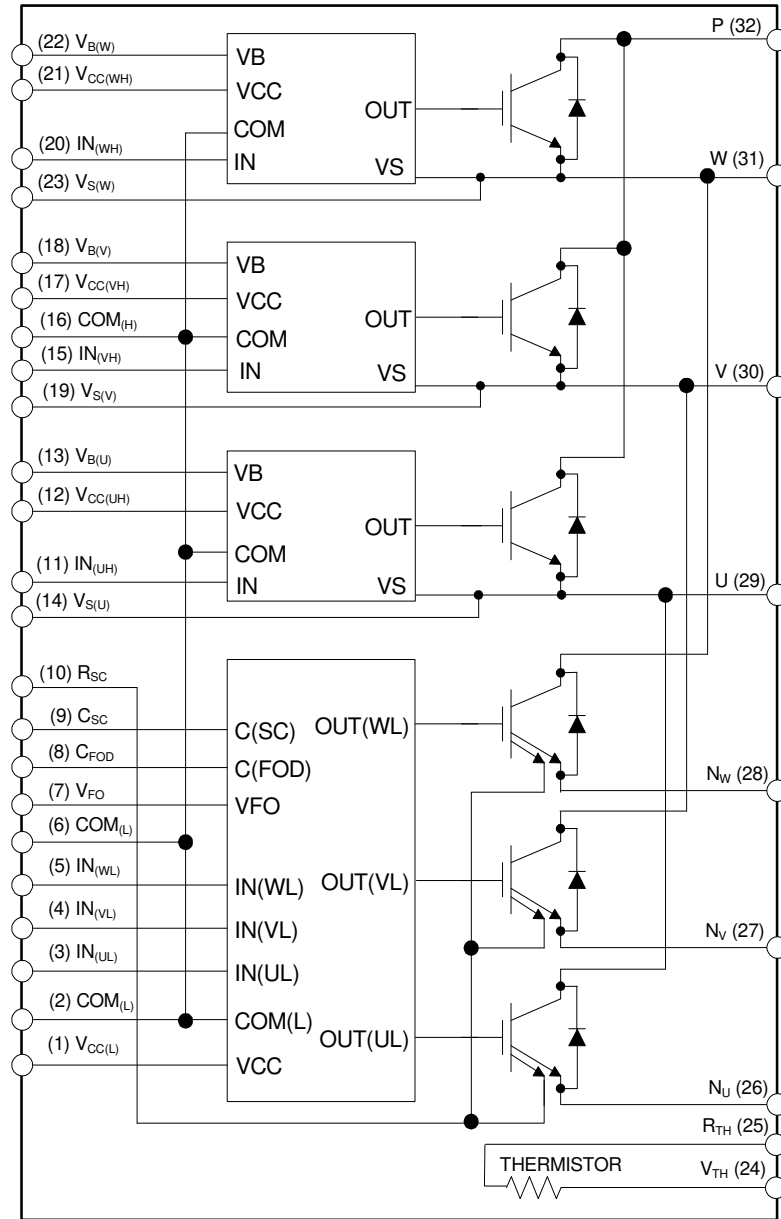 (22) VB(W)
(21) VCC(WH)
(20) IN(WH)
(23) VS(W)
VB
VCC
COM
IN
OUT
VS
P (32)
W (31)
(18) VB(V)
(17) VCC(VH)
(16) COM(H)
(15) IN(VH)
(19) VS(V)
VB
VCC
COM
IN
OUT
VS
V (30)
(13) VB(U)
(12) VCC(UH)
(11) IN(UH)
(14) VS(U)
VB
VCC
COM
IN
OUT
VS
U (29)
(10) RSC
(9) CSC
(8) CFOD
(7) VFO
(6) COM(L)
(5) IN(WL)
(4) IN(VL)
(3) IN(UL)
(2) COM(L)
(1) VCC(L)
C(SC)
C(FOD)
VFO
IN(WL)
IN(VL)
IN(UL)
COM(L)
VCC
OUT(WL)
OUT(VL)
OUT(UL)
NW (28)
NV (27)
NU (26)
RTH (25)
THERMISTOR
VTH (24)